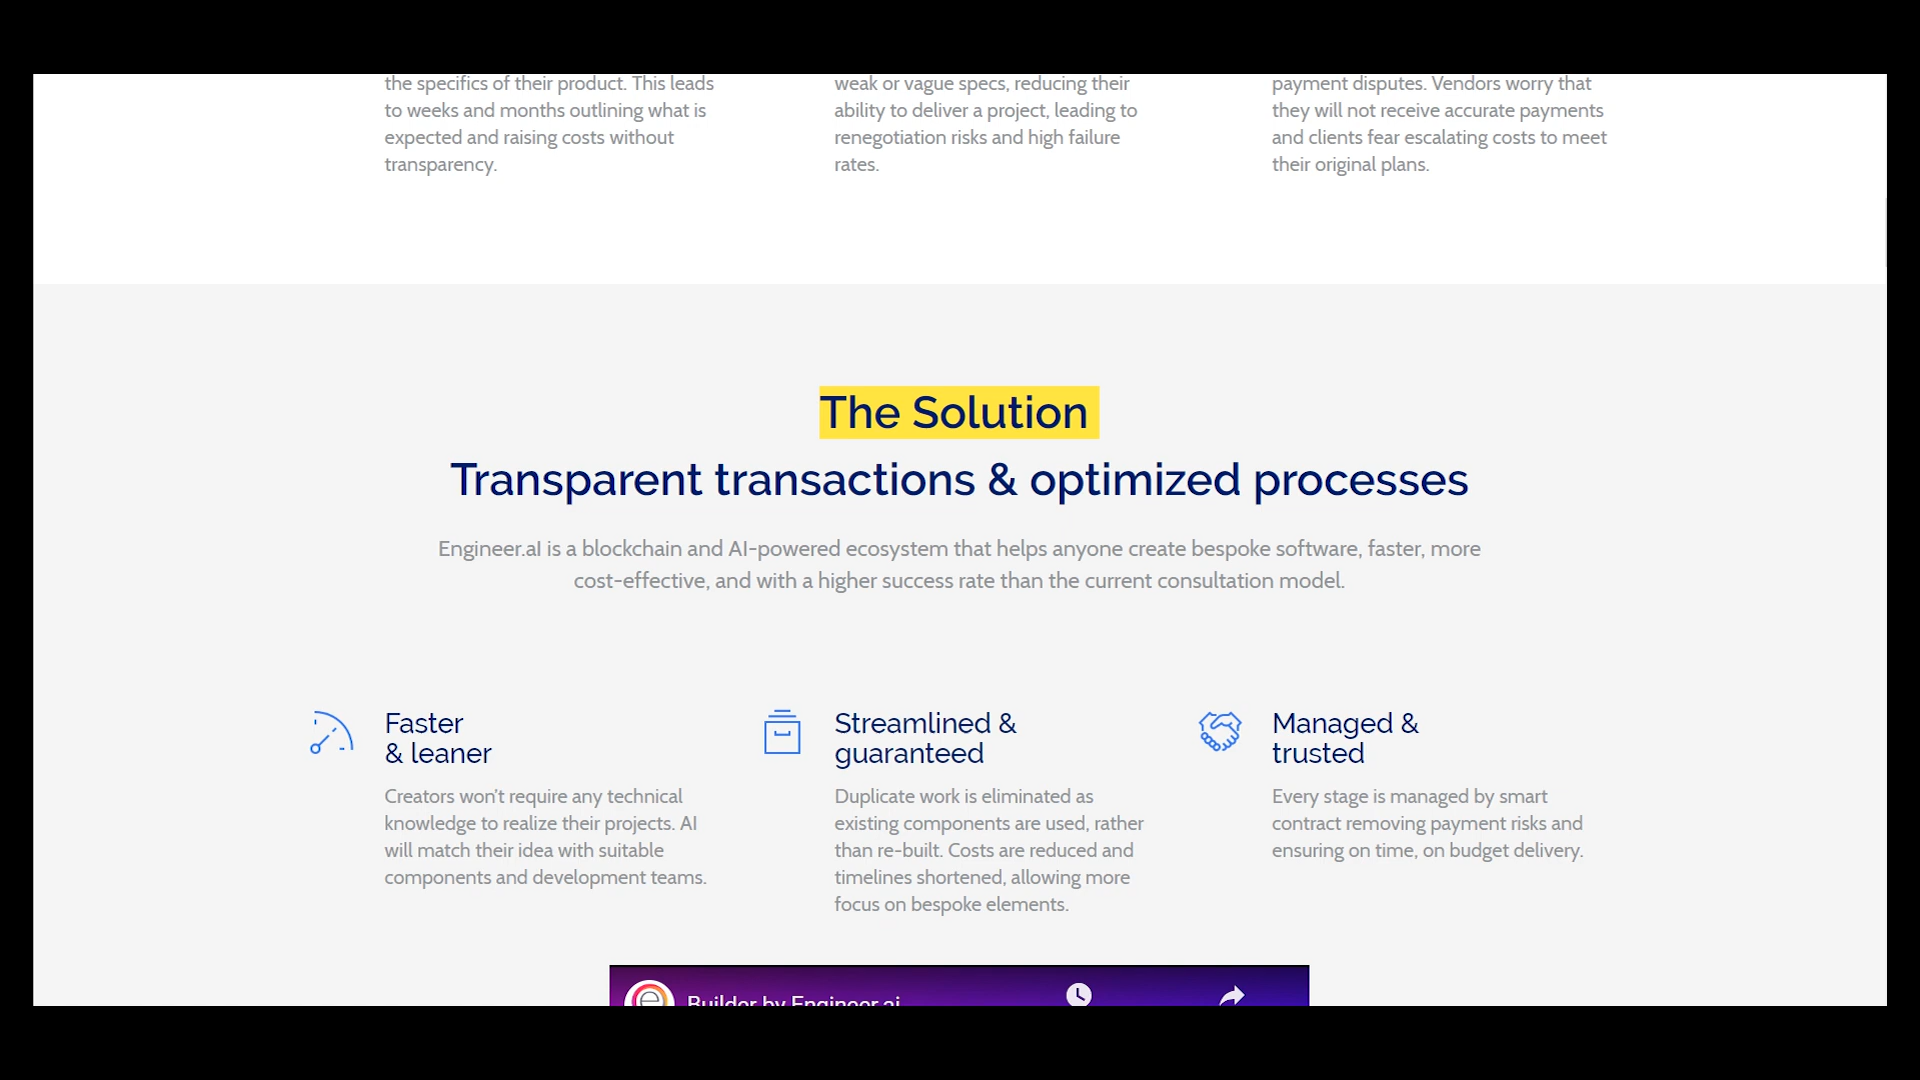 the specifics of their product. This leads
to weeks and months outlining what is
expected and raising costs without
transparency.
weak or vague specs, reducing their
ability to deliver a project, leading to
renegotiation risks and high failure
rates.
payment disputes. Vendors worry that
they will not receive accurate payments
and clients fear escalating costs to meet
their original plans.
The Solution
Transparent transactions & optimized processes
Engineer.aI is a blockchain and AI-powered ecosystem that helps anyone create bespoke software, faster, more
cost-effective, and with a higher success rate than the current consultation model.
Faster
& leaner
Creators won't require any technical
knowledge to realize their projects. AI
will match their idea with suitable
components and development teams.
Streamlined &
guaranteed
Duplicate work is eliminated as
existing components are used, rather
than re-built. Costs are reduced and
timelines shortened, allowing more
focus on bespoke elements.
Managed &
trusted
Every stage is managed by smart
contract removing payment risks and
ensuring on time, on budget delivery.
Builder by Engineer.ai